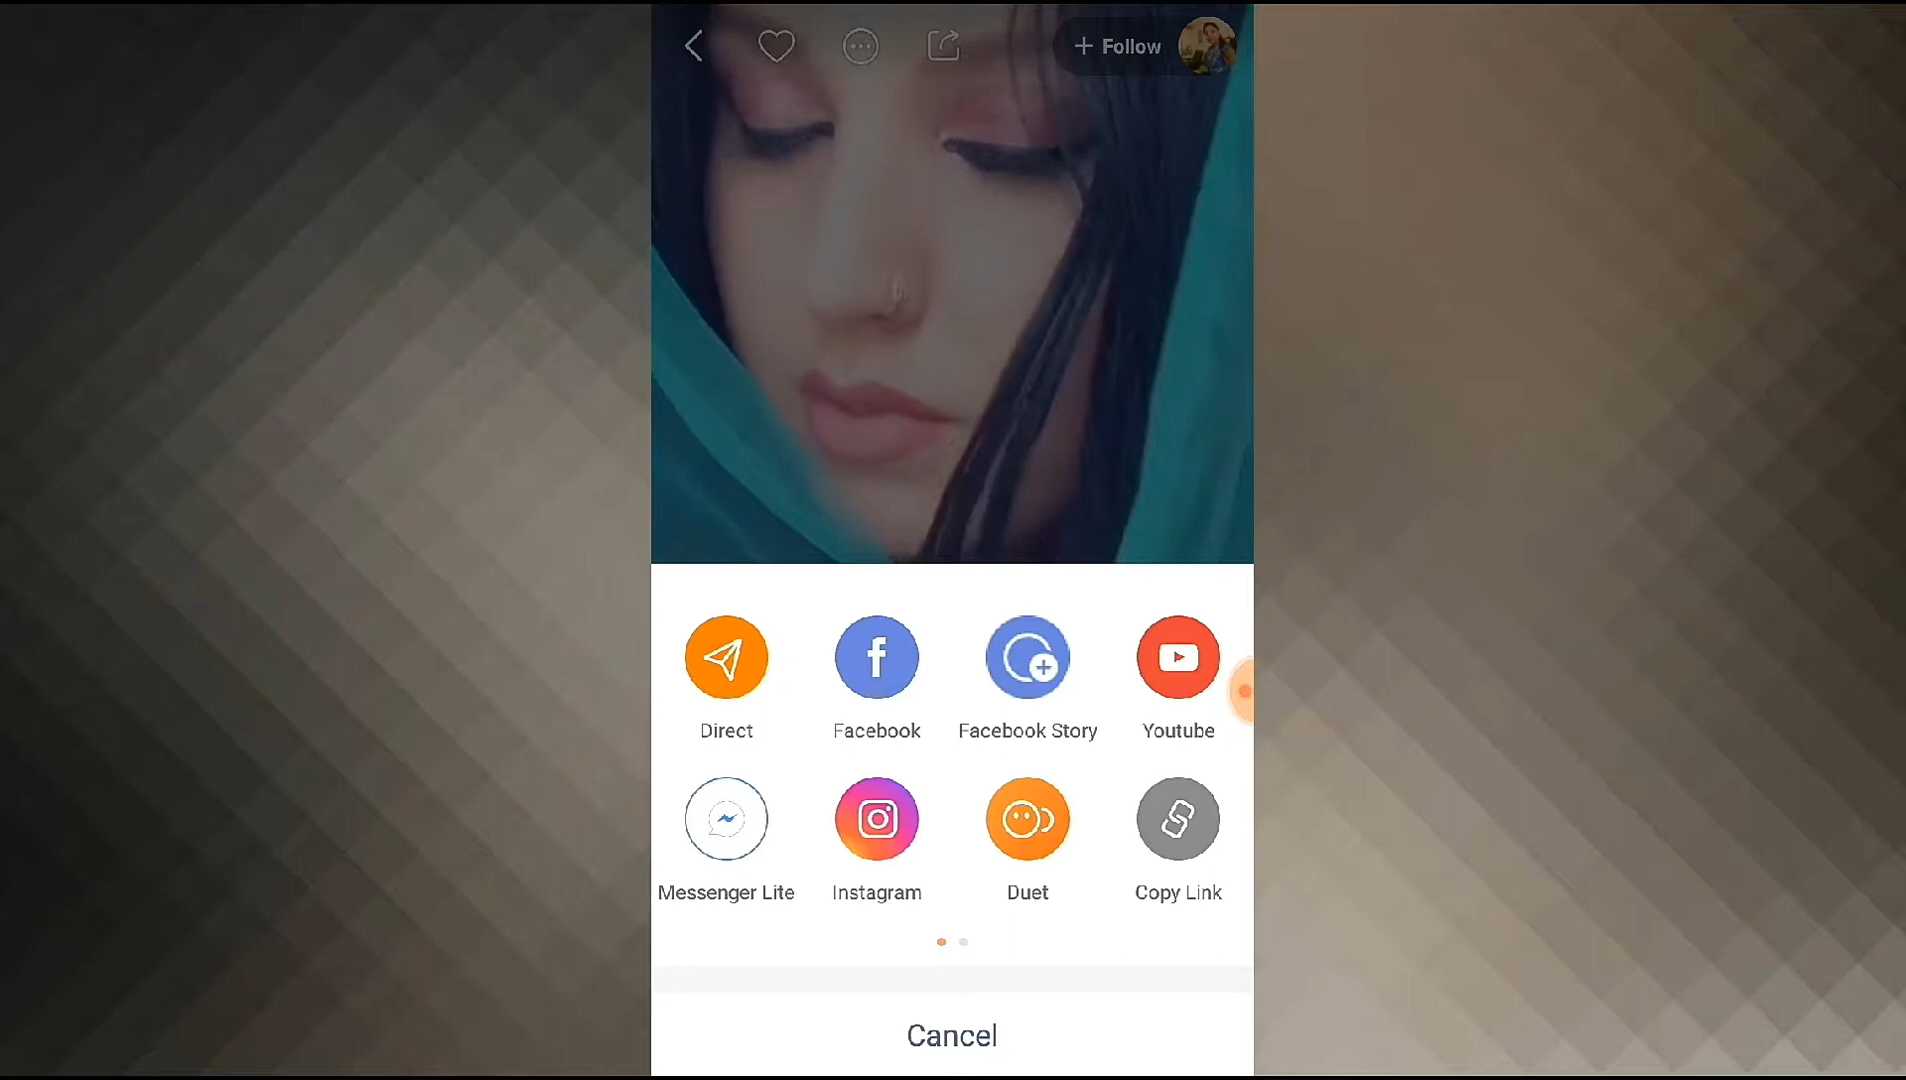 + Follow
Direct
Facebook
Facebook Story
Youtube
Messenger Lite
Instagram
Duet
Copy Link
Cancel